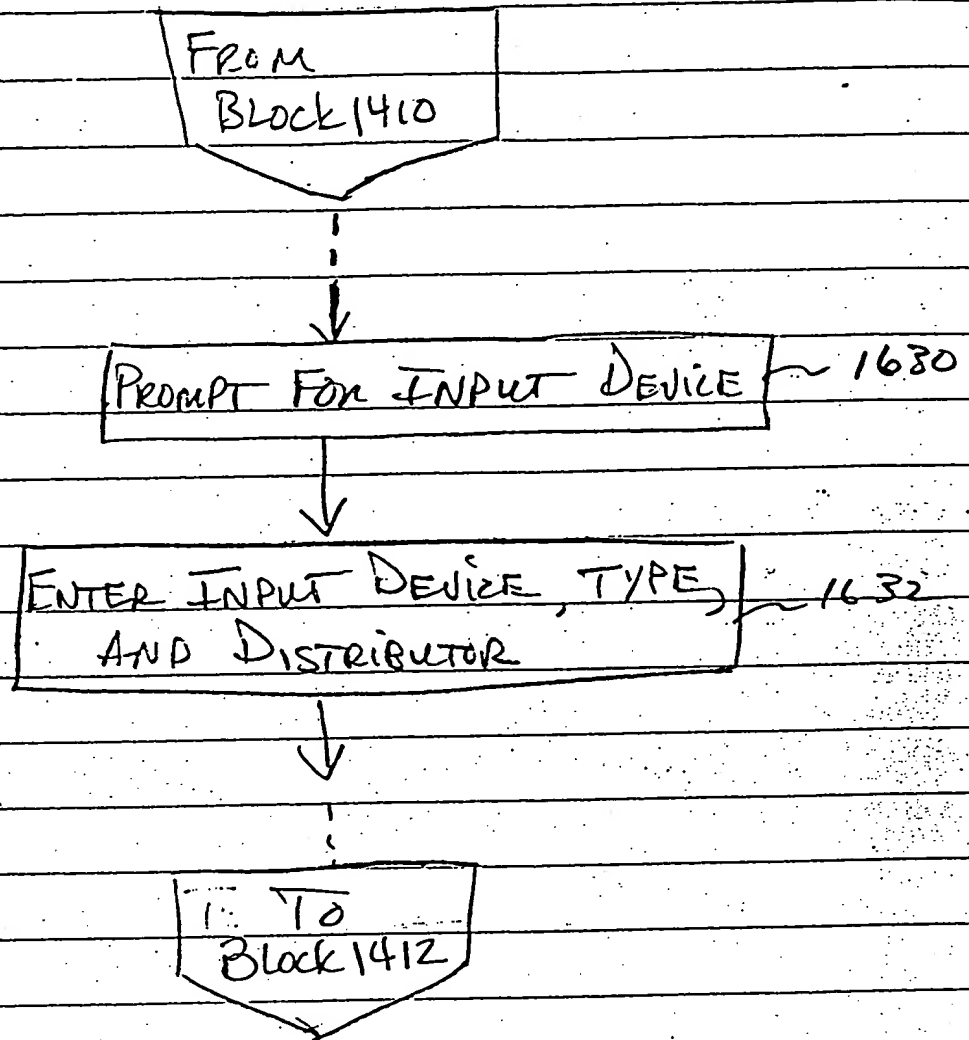 FROM
BLOCK 1410
PROMPT FOR INPUT DEVICE
1630
ENTER INPUT DEVICE, TYPE,
AND DISTRIBUTOR
1632
TO
BLOCK 1412